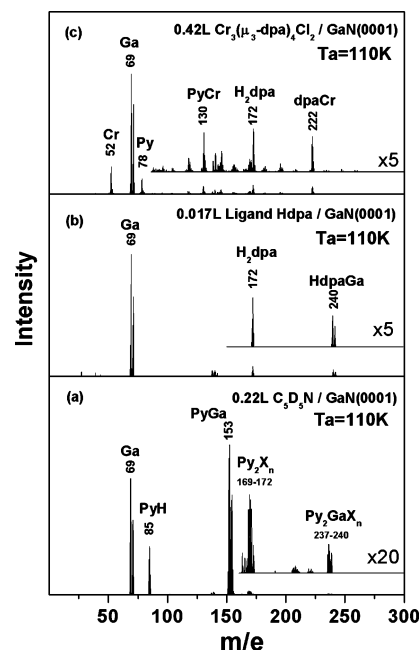 (c) 0.42L Cr₃(μ₃-dpa)₄Cl₂ / GaN(0001)
Ta=110K
Ga
69
Cr
52
Py
78
PyCr
130
H₂dpa
172
dpaCr
222
x5
(b) 0.017L Ligand Hdpa / GaN(0001)
Ta=110K
Ga
69
H₂dpa
172
HdpaGa
240
x5
(a) 0.22L C₅D₅N / GaN(0001)
Ta=110K
Ga
69
PyH
85
PyGa
153
Py₂Xₙ
169-172
Py₂GaXₙ
237-240
x20
Intensity
50 100 150 200 250 300
m/e